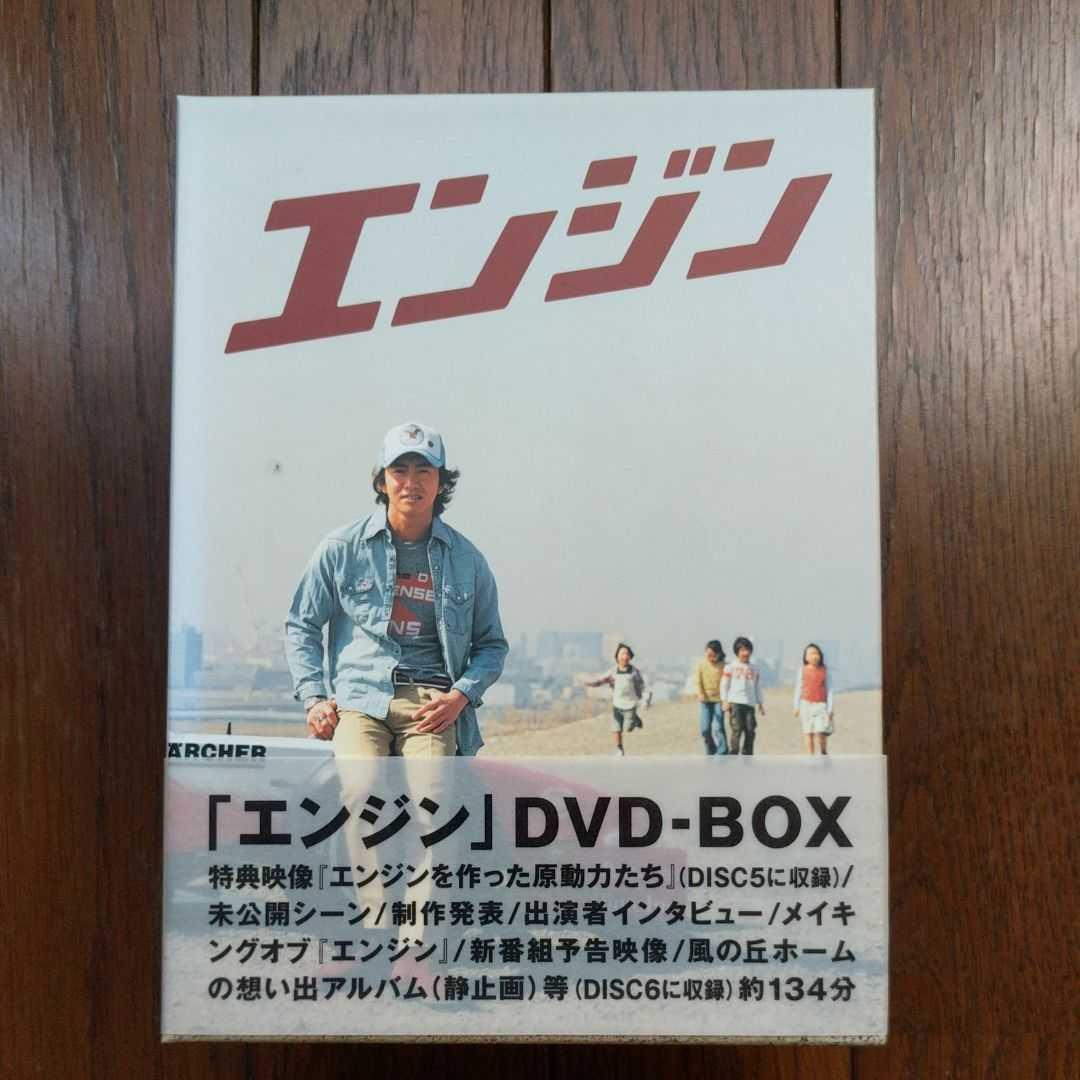 エンジン
ENSE
NS
ARCHER
「エンジン」DVD-BOX
特典映像『エンジンを作った原動力たち』(DISC5に収録)/
未公開シーン/制作発表/出演者インタビュー/メイキ
ングオブ『エンジン』/新番組予告映像/風の丘ホーム
の想い出アルバム(静止画)等(DISC6に収録)約134分